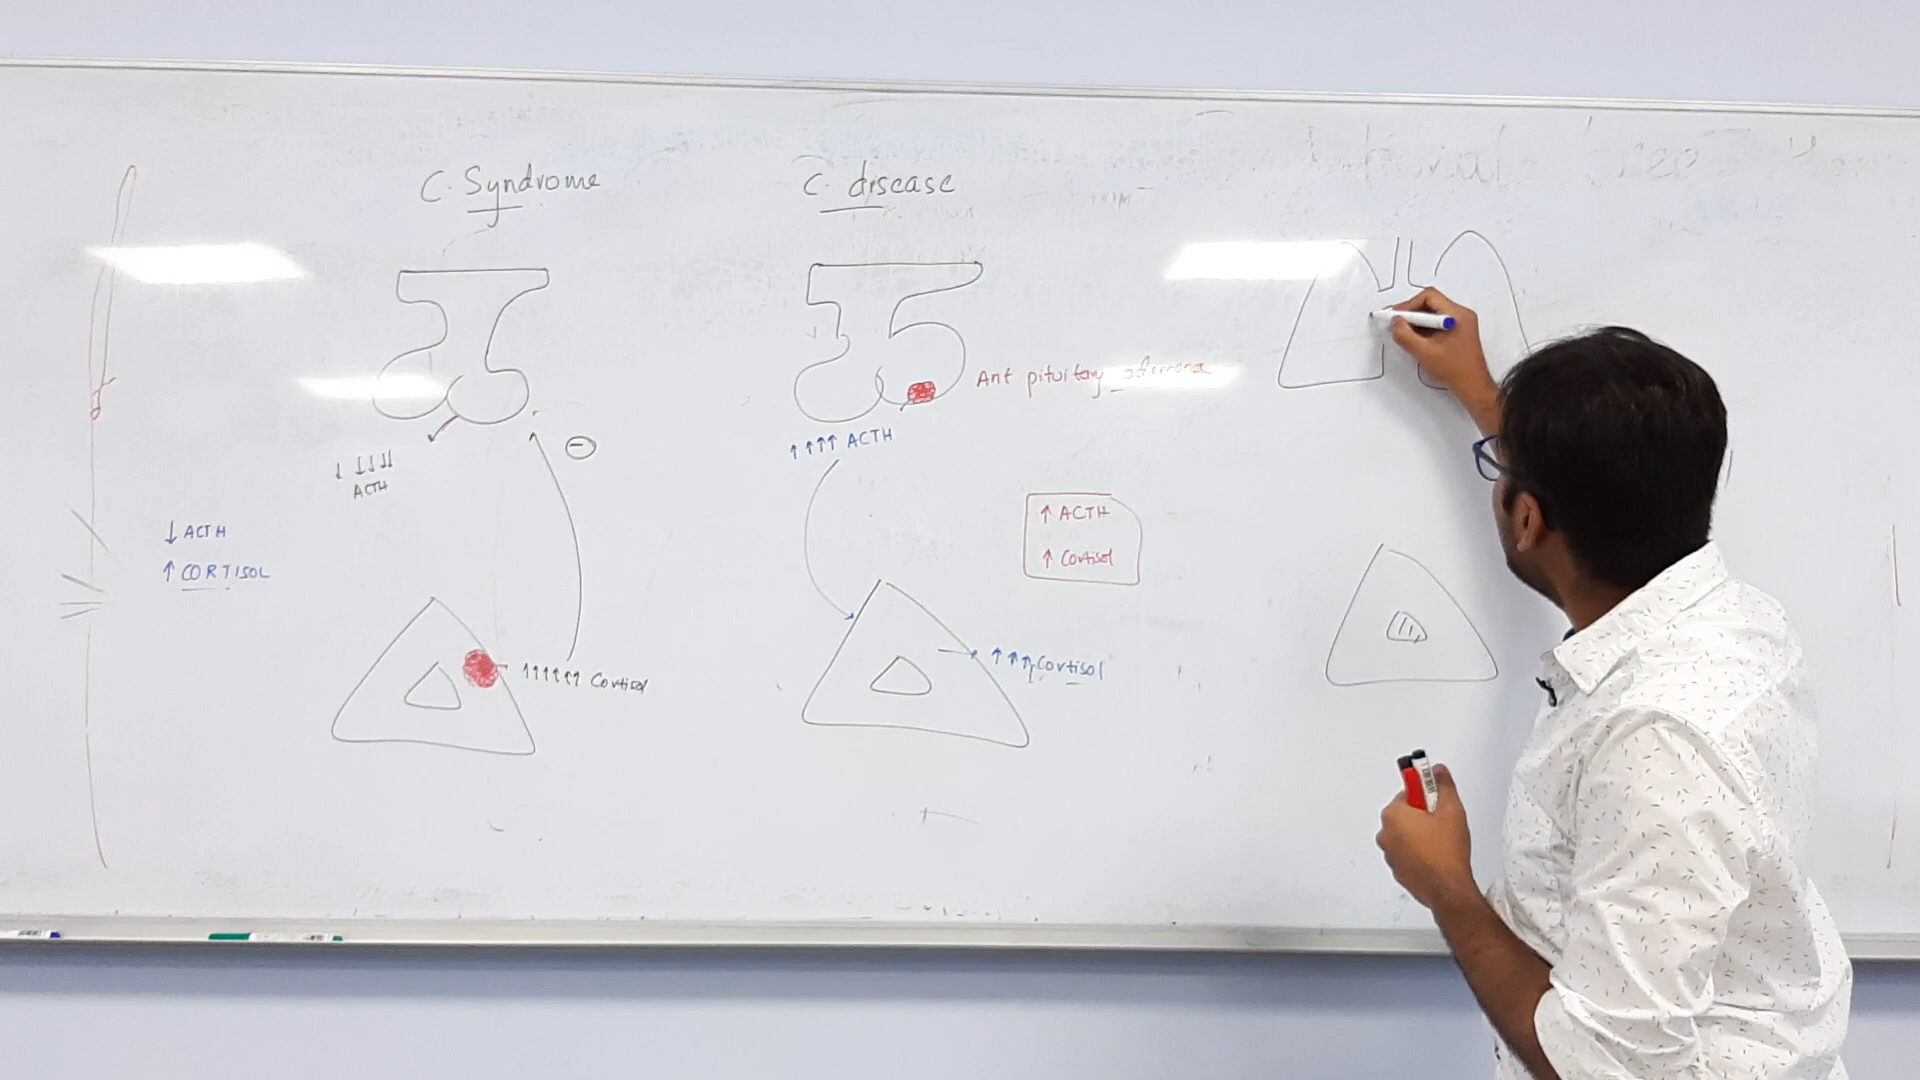 C. Syndrome
C. disease
Ant pituitary adenoma
↑ ↑ ↑↑ ACTH
↓ ↓↓↓↓
ACTH
⊖
↓ ACTH
↑ CORTISOL
↑ ACTH
↑ Cortisol
↑↑↑↑↑↑ Cortisol
↑ ↑↑ Cortisol